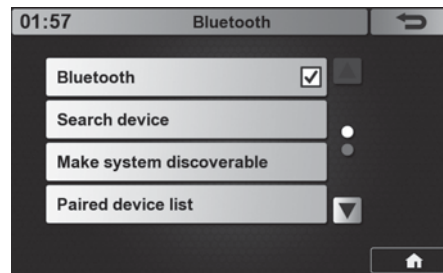 01:57 Bluetooth
Bluetooth
Search device
Make system discoverable
Paired device list